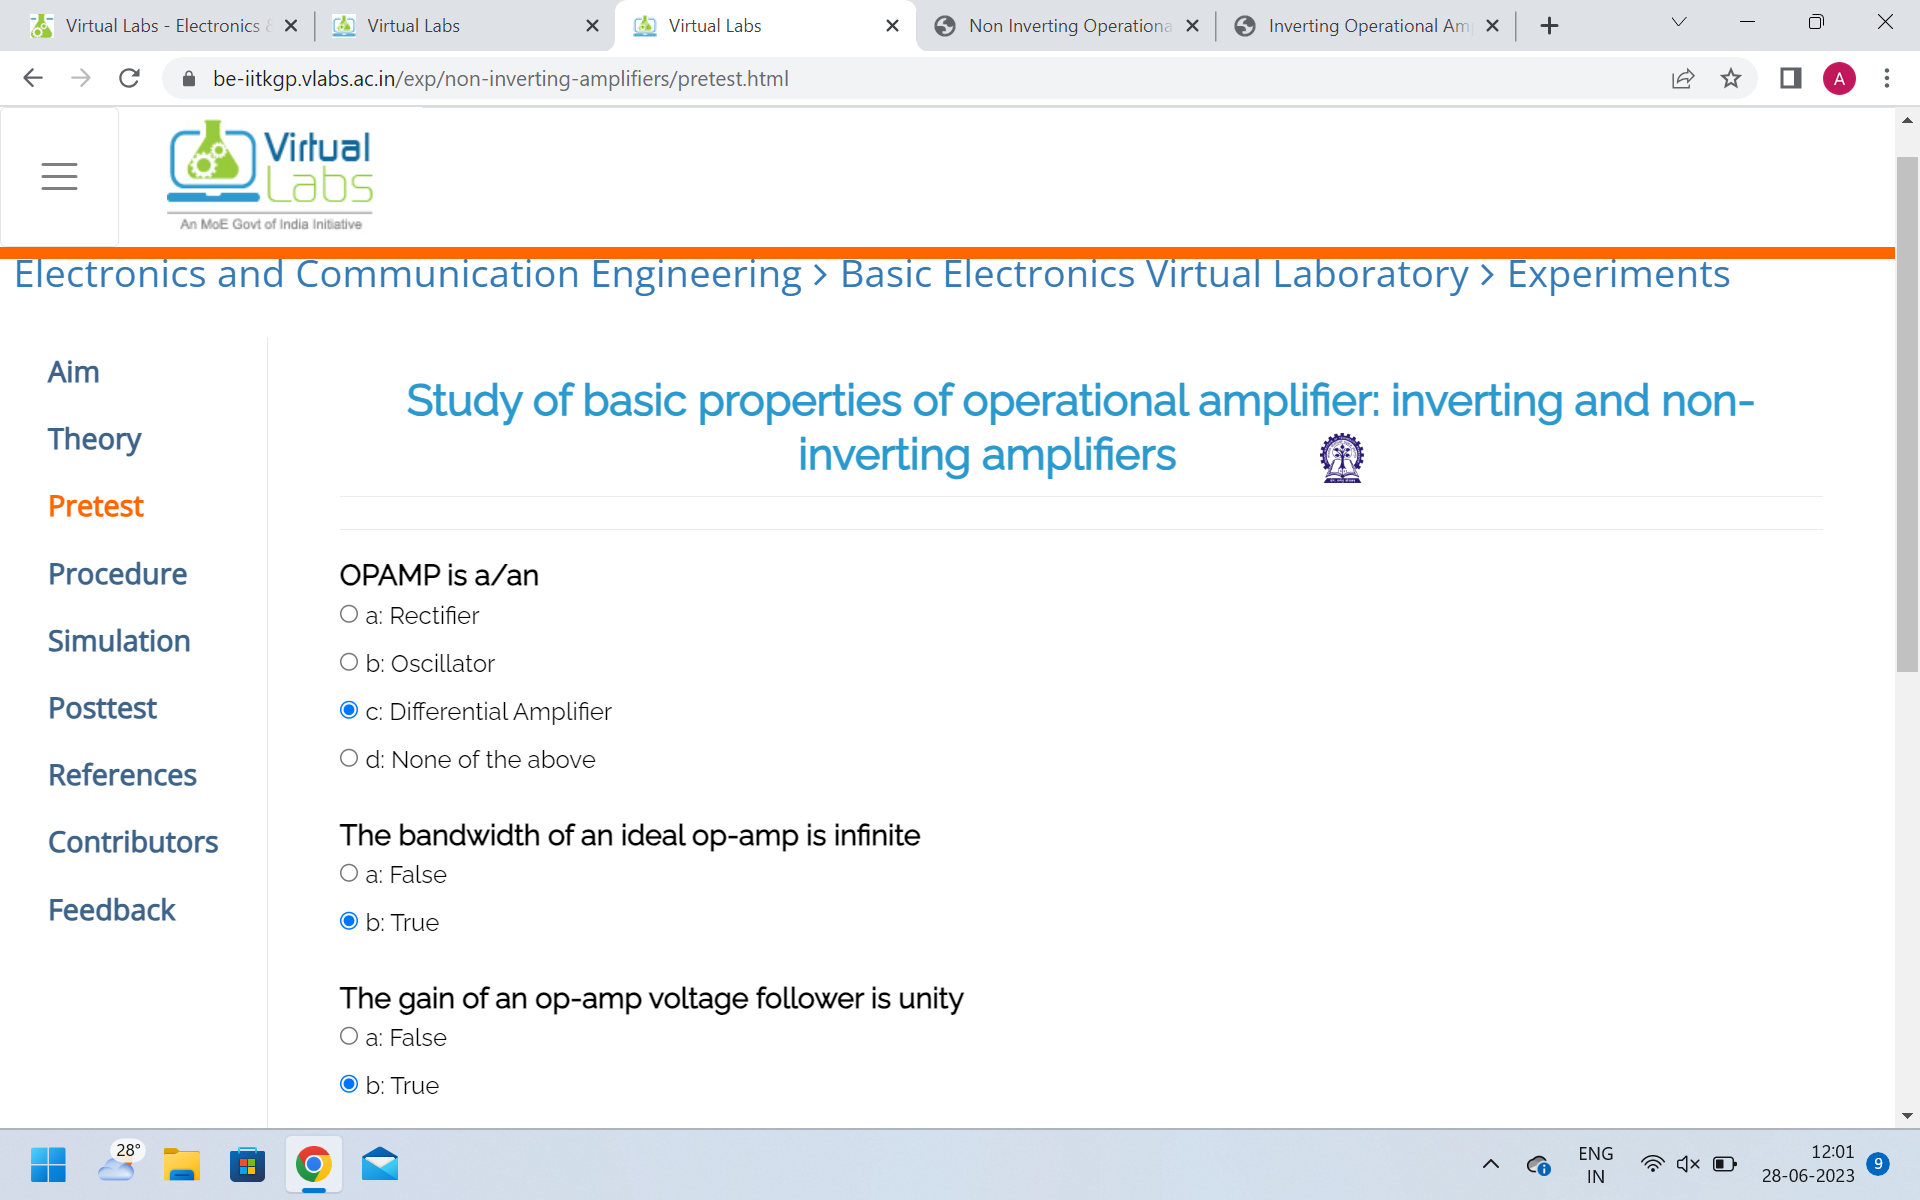 Virtual Labs - Electronics &
Virtual Labs
Virtual Labs
Non Inverting Operationa
Inverting Operational Am
be-iitkgp.vlabs.ac.in/exp/non-inverting-amplifiers/pretest.html
A
Virtual
Labs
An MoE Govt of India Initiative
Electronics and Communication Engineering > Basic Electronics Virtual Laboratory > Experiments
Aim
Theory
Pretest
Procedure
Simulation
Posttest
References
Contributors
Feedback
Study of basic properties of operational amplifier: inverting and non-
inverting amplifiers
OPAMP is a/an
a: Rectifier
b: Oscillator
c: Differential Amplifier
d: None of the above
The bandwidth of an ideal op-amp is infinite
a: False
b: True
The gain of an op-amp voltage follower is unity
a: False
b: True
28°
ENG
IN
12:01
28-06-2023
9